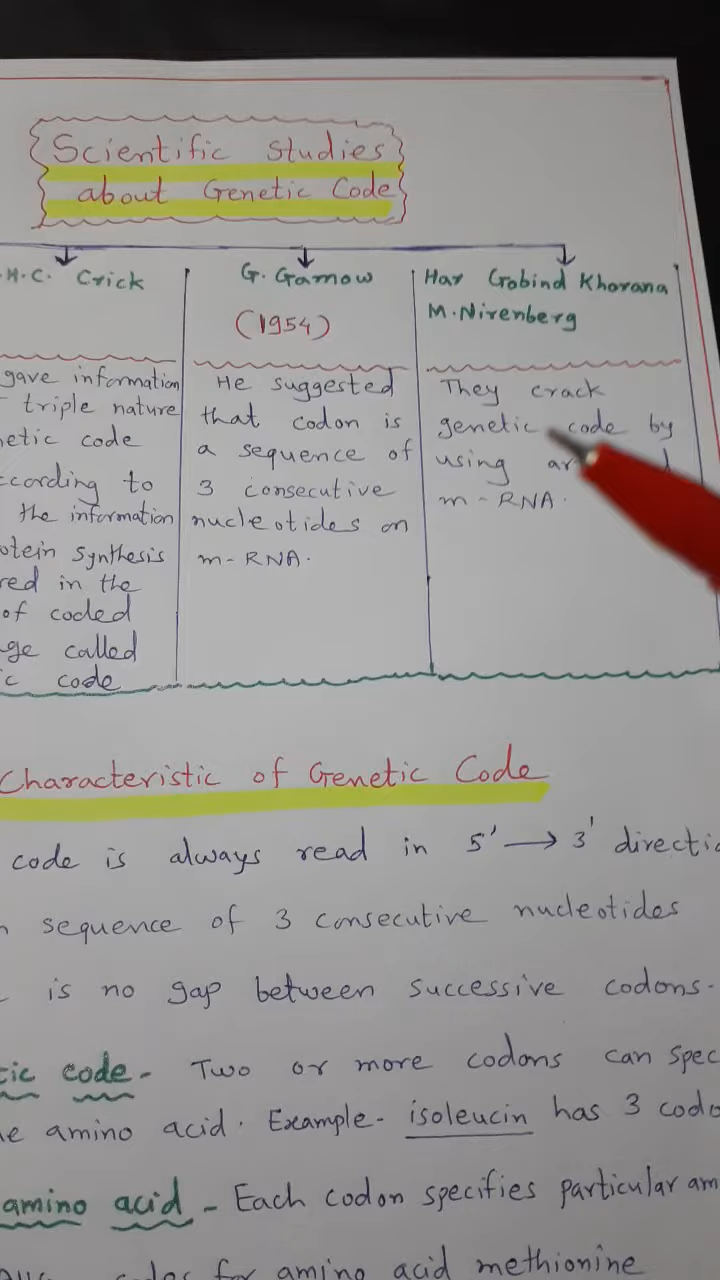 Scientific Studies
about Genetic Code
.H.C. Crick
gave information
triple nature
etic code
ccording to
the information
otein synthesis
red in the
of coded
ge called
ic code
G. Gamow
(1954)
He suggested
that codon is
a sequence of
3 consecutive
nucleotides on
m-RNA.
Har Gobind Khorana
M. Nirenberg
They crack
genetic code by
using
m-RNA.
Characteristic of Genetic Code
code is always read in 5' → 3' directio
sequence of 3 consecutive nucleotides
is no gap between successive codons.
tic code - Two or more codons can spec
e amino acid. Example - isoleucin has 3 codo
amino acid - Each codon specifies particular am
for amino acid methionine